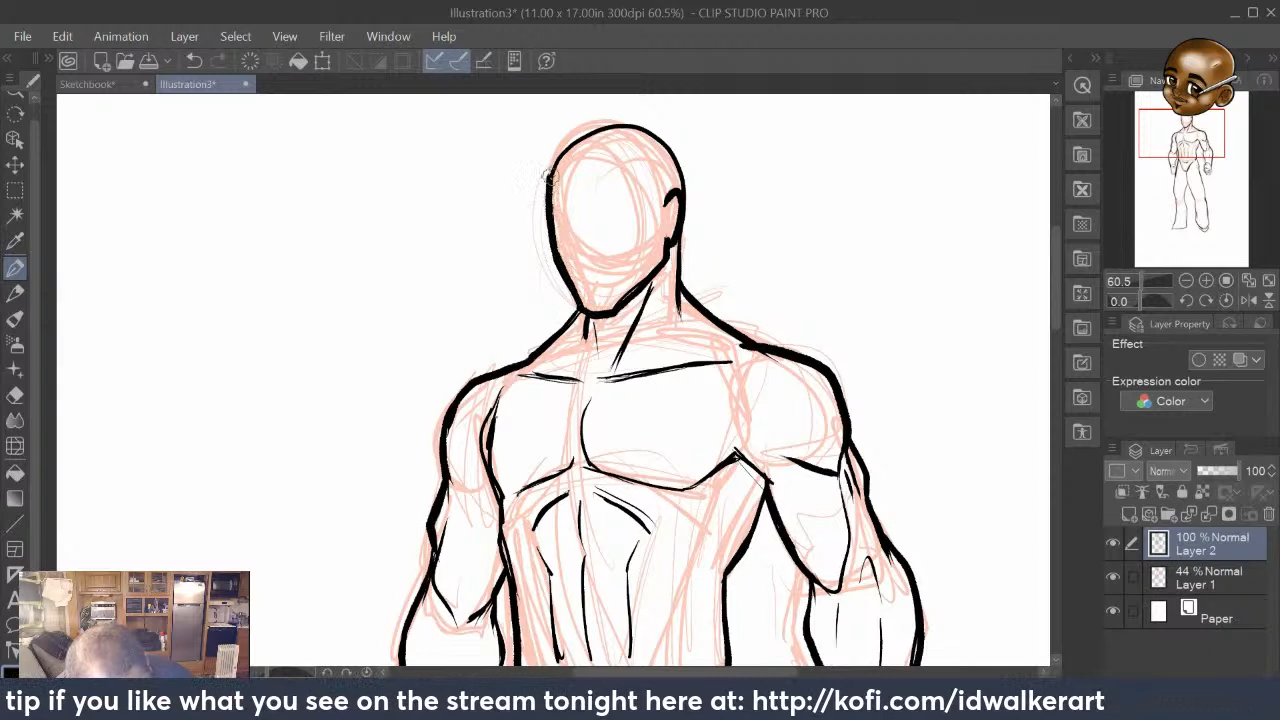 Illustration3* (11.00 x 17.00in 300dpi 60.5%) - CLIP STUDIO PAINT PRO
File Edit Animation Layer Select View Filter Window Help
Sketchbook* Illustration3*
60.5
0.0
Layer Property
Effect
Expression color
Color
Layer
100
100 % Normal
Layer 2
44 % Normal
Layer 1
Paper
tip if you like what you see on the stream tonight here at: http://kofi.com/idwalkerart